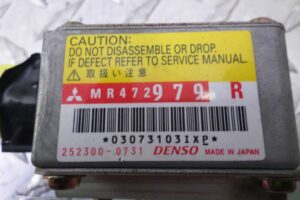 CAUTION:
DO NOT DISASSEMBLE OR DROP.
IF DEFECT REFER TO SERVICE MANUAL.
⚠取扱い注意
MR472979 R
*03073103IXP*
252300-0731 DENSO MADE IN JAPAN